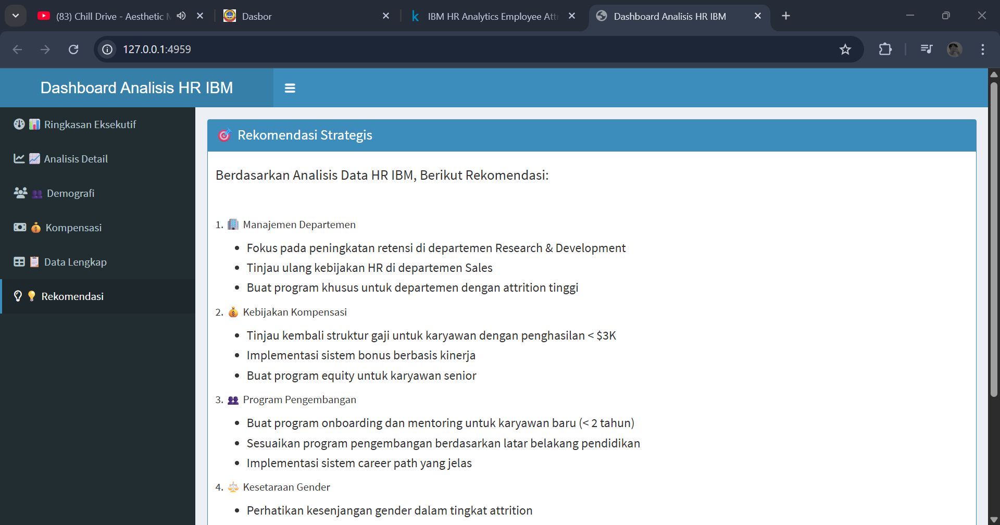 (83) Chill Drive - Aesthetic
Dasbor
IBM HR Analytics Employee Att
Dashboard Analisis HR IBM
127.0.0.1:4959
Dashboard Analisis HR IBM
Ringkasan Eksekutif
Analisis Detail
Demografi
Kompensasi
Data Lengkap
Rekomendasi
Rekomendasi Strategis
Berdasarkan Analisis Data HR IBM, Berikut Rekomendasi:
1. Manajemen Departemen
• Fokus pada peningkatan retensi di departemen Research & Development
• Tinjau ulang kebijakan HR di departemen Sales
• Buat program khusus untuk departemen dengan attrition tinggi
2. Kebijakan Kompensasi
• Tinjau kembali struktur gaji untuk karyawan dengan penghasilan < $3K
• Implementasi sistem bonus berbasis kinerja
• Buat program equity untuk karyawan senior
3. Program Pengembangan
• Buat program onboarding dan mentoring untuk karyawan baru (< 2 tahun)
• Sesuaikan program pengembangan berdasarkan latar belakang pendidikan
• Implementasi sistem career path yang jelas
4. Kesetaraan Gender
• Perhatikan kesenjangan gender dalam tingkat attrition